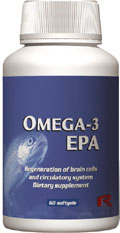 OMEGA-3
EPA
Regeneration of brain cells
and circulatory system
Dietary supplement
60 softgels